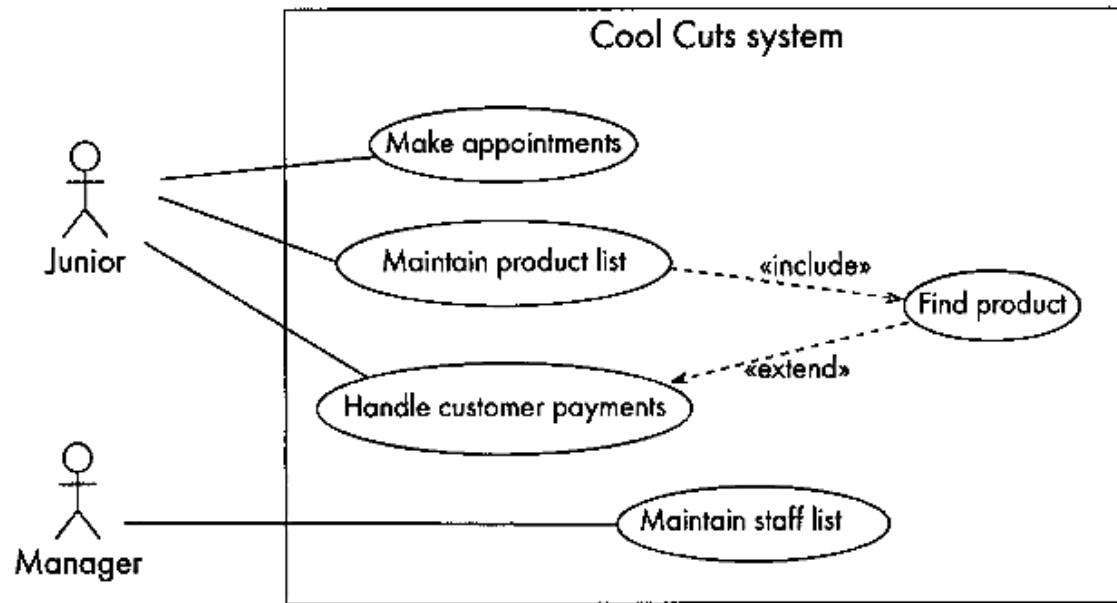 Cool Cuts system
Make appointments
Junior
Maintain product list
«include»
Find product
«extend»
Handle customer payments
Maintain staff list
Manager